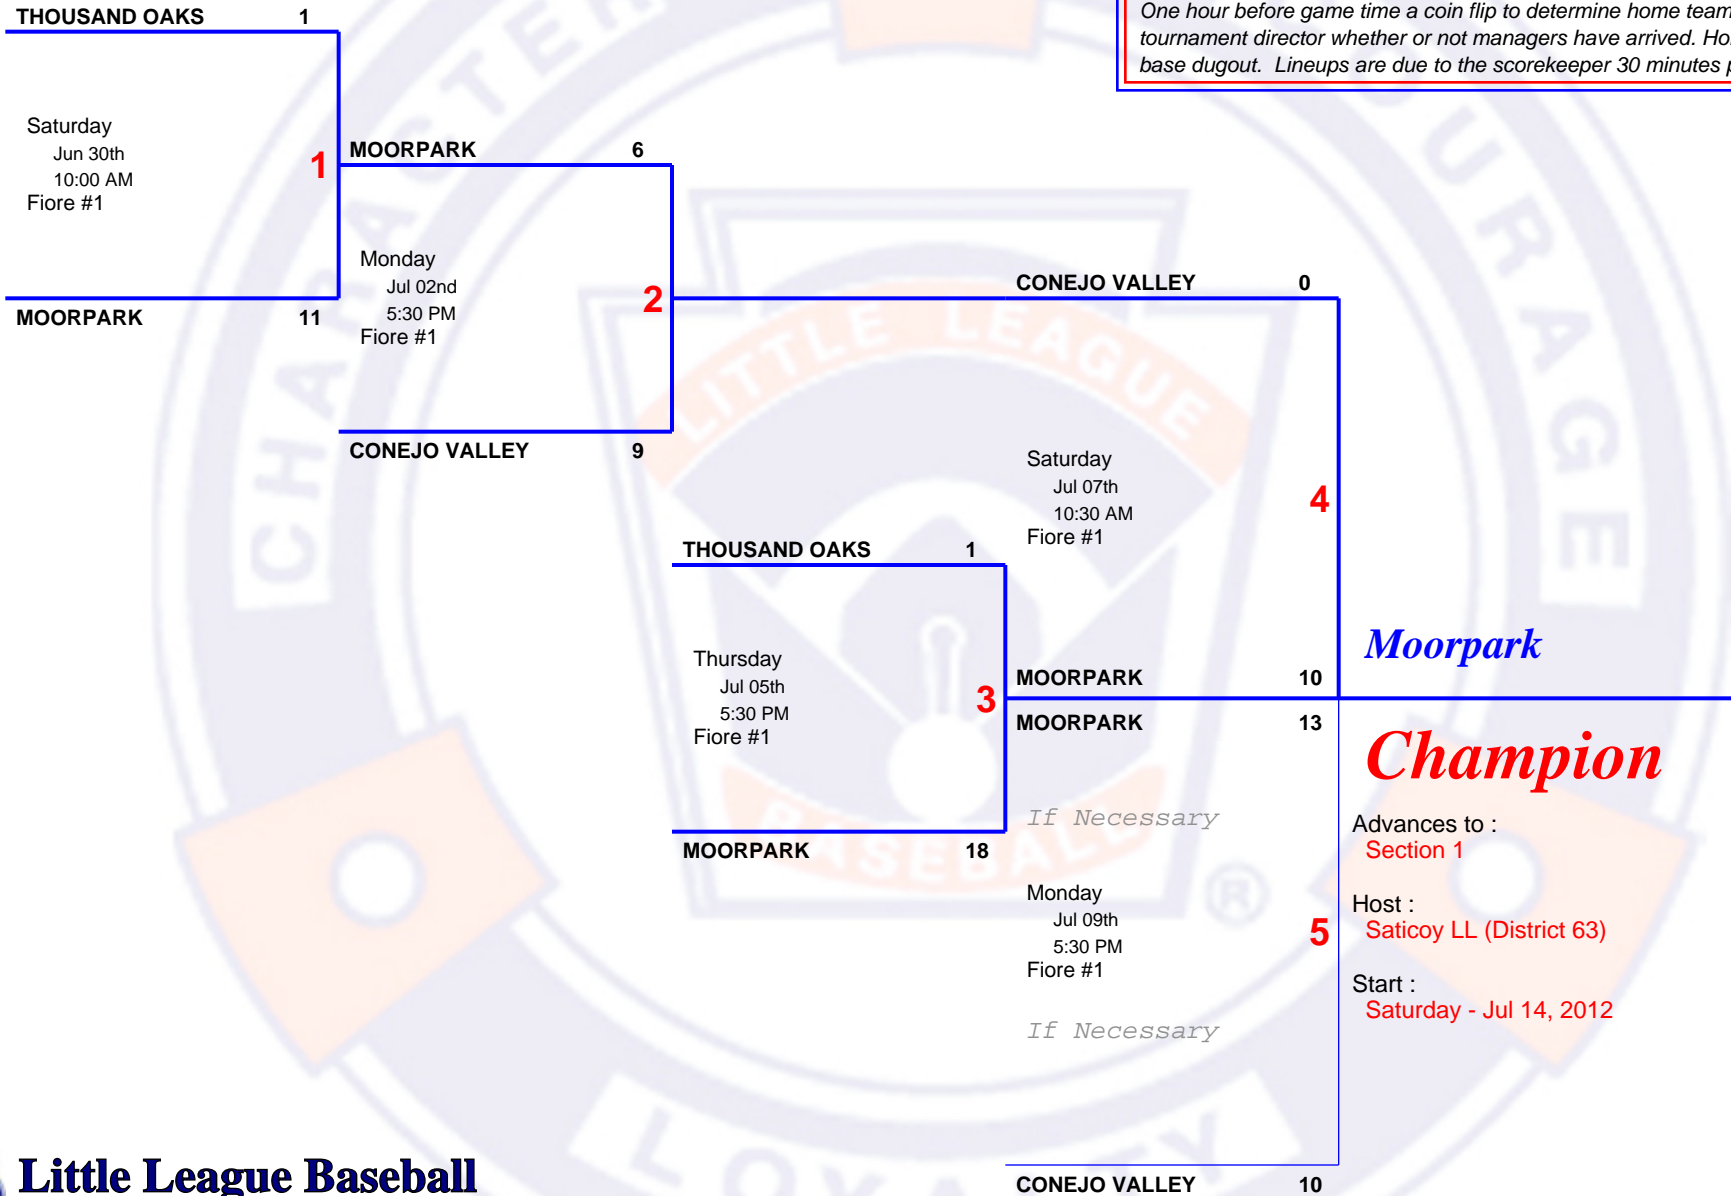 THOUSAND OAKS 1
One hour before game time a coin flip to determine home team
tournament director whether or not managers have arrived.
base dugout. Lineups are due to the scorekeeper 30 minutes
Saturday
Jun 30th
10:00 AM
Fiore #1
1
MOORPARK 11
MOORPARK 6
Monday
Jul 02nd
5:30 PM
Fiore #1
2
CONEJO VALLEY 9
CONEJO VALLEY 0
Saturday
Jul 07th
10:30 AM
Fiore #1
4
THOUSAND OAKS 1
Thursday
Jul 05th
5:30 PM
Fiore #1
3
MOORPARK 18
MOORPARK 10
MOORPARK 13
If Necessary
Monday
Jul 09th
5:30 PM
Fiore #1
5
If Necessary
CONEJO VALLEY 10
Moorpark
Champion
Advances to :
Section 1
Host :
Saticoy LL (District 63)
Start :
Saturday - Jul 14, 2012
Little League Baseball
CHARACTER
COURAGE
LOYALTY
LITTLE LEAGUE
BASEBALL
®